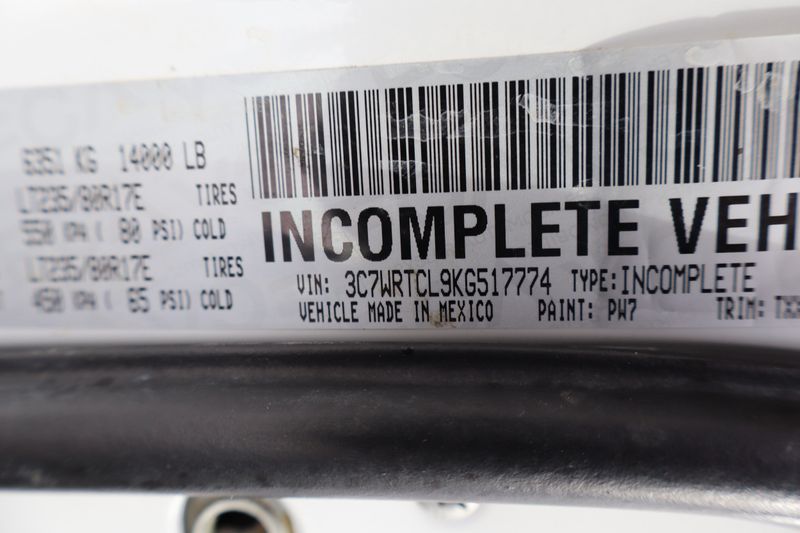 6351 KG 14000 LB
LT235/80R17E TIRES
550 KPA ( 80 PSI) COLD
LT235/80R17E TIRES
450 KPA ( 65 PSI) COLD
INCOMPLETE VEH
VIN: 3C7WRTCL9KG517774 TYPE:INCOMPLETE
VEHICLE MADE IN MEXICO PAINT: PW7 TRIM: